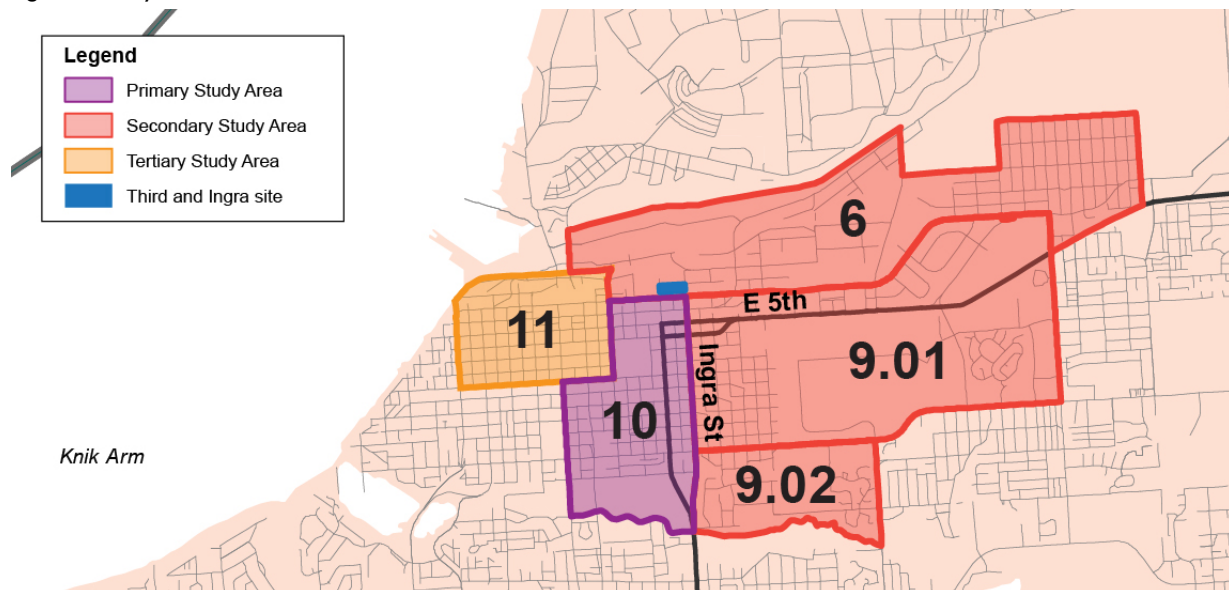 Legend
Primary Study Area
Secondary Study Area
Tertiary Study Area
Third and Ingra site
6
E 5th
11
9.01
Ingra St
10
Knik Arm
9.02